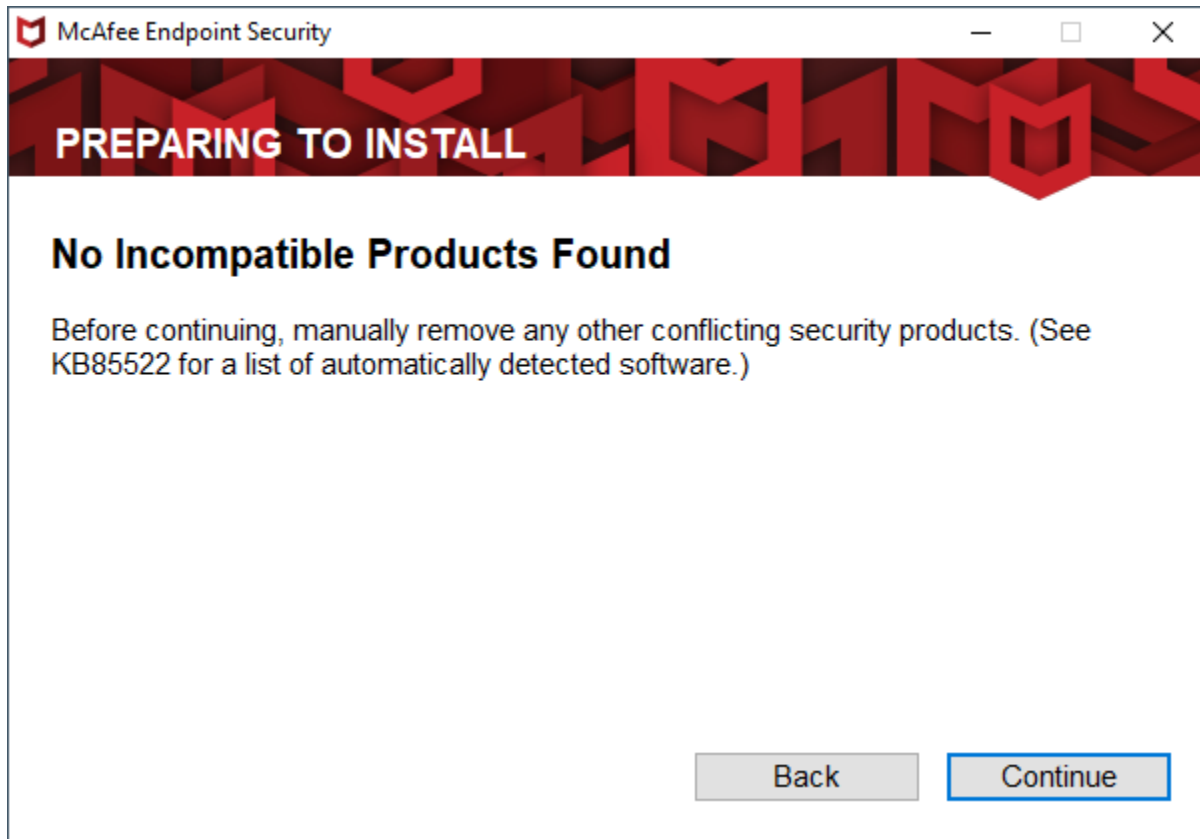 McAfee Endpoint Security
PREPARING TO INSTALL
No Incompatible Products Found
Before continuing, manually remove any other conflicting security products. (See
KB85522 for a list of automatically detected software.)
Back
Continue